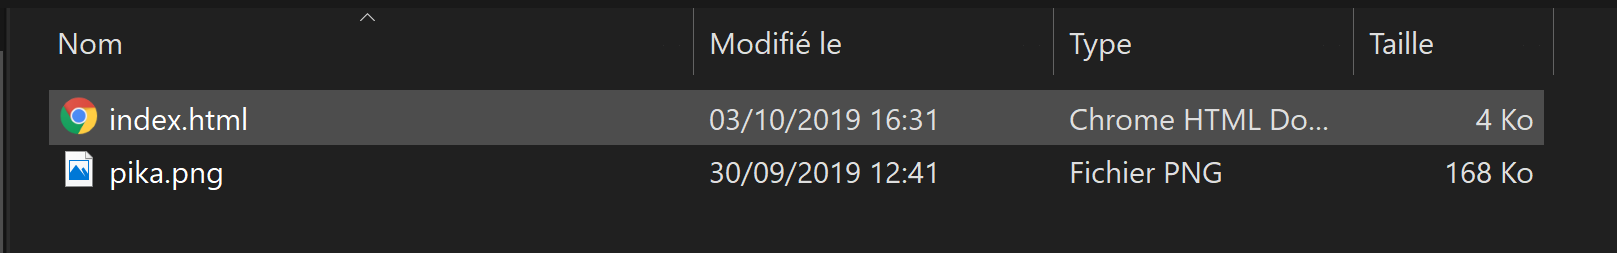 Nom Modifié le Type Taille
index.html 03/10/2019 16:31 Chrome HTML Do... 4 Ko
pika.png 30/09/2019 12:41 Fichier PNG 168 Ko